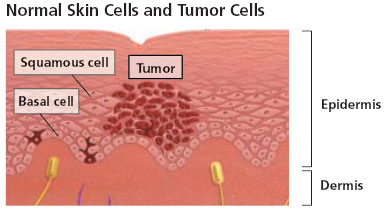 Normal Skin Cells and Tumor Cells
Squamous cell
Tumor
Basal cell
Epidermis
Dermis